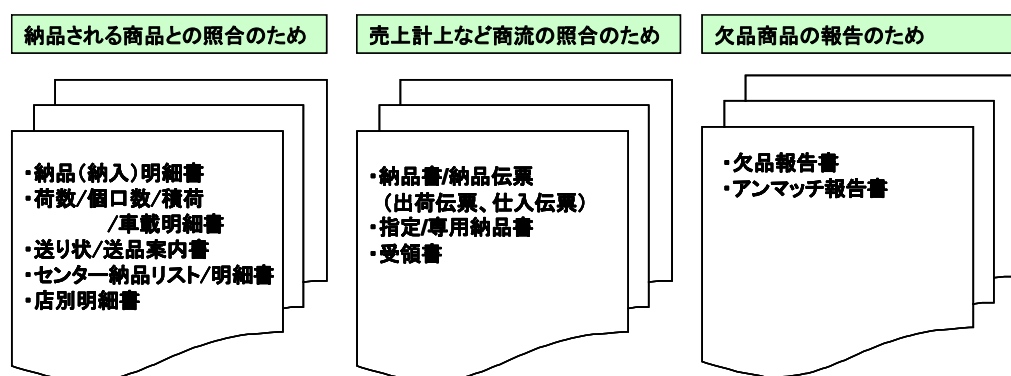 納品される商品との照合のため
・納品(納入)明細書
・荷数/個口数/積荷
/車載明細書
・送り状/送品案内書
・センター納品リスト/明細書
・店別明細書
売上計上など商流の照合のため
・納品書/納品伝票
(出荷伝票、仕入伝票)
・指定/専用納品書
・受領書
欠品商品の報告のため
・欠品報告書
・アンマッチ報告書